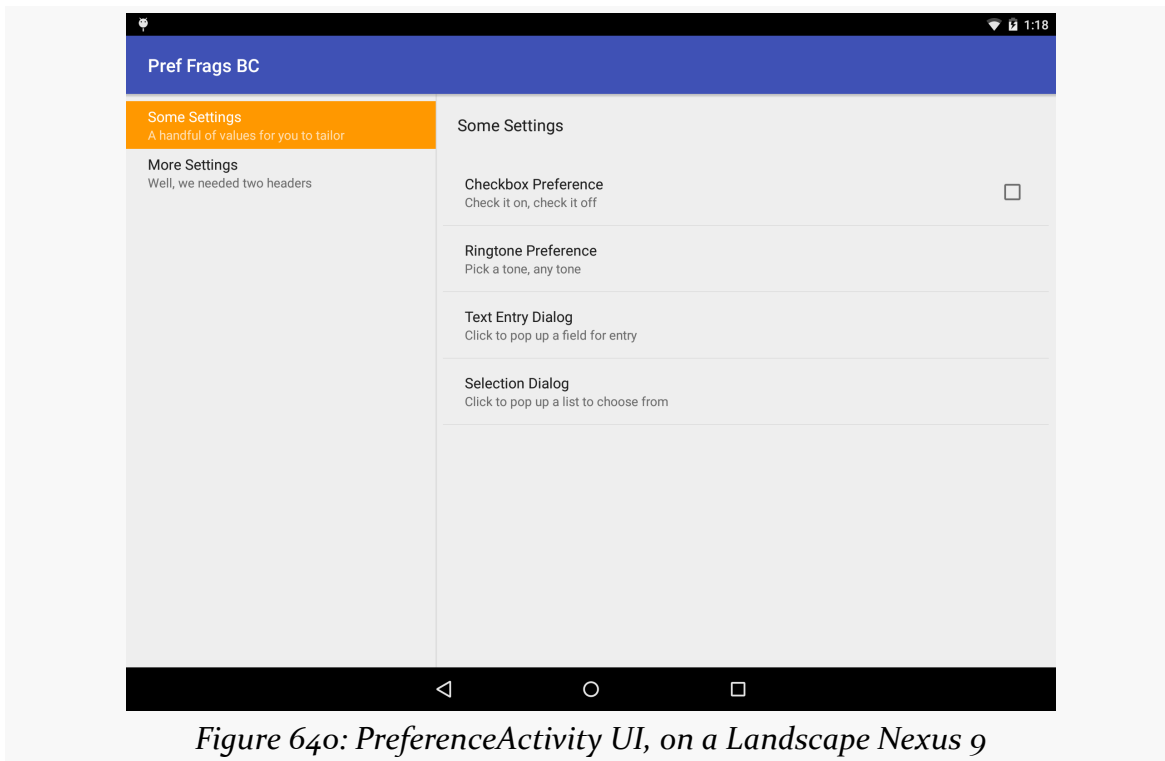 1:18
Pref Frags BC
Some Settings
A handful of values for you to tailor
More Settings
Well, we needed two headers
Some Settings
Checkbox Preference
Check it on, check it off
Ringtone Preference
Pick a tone, any tone
Text Entry Dialog
Click to pop up a field for entry
Selection Dialog
Click to pop up a list to choose from
Figure 640: PreferenceActivity UI, on a Landscape Nexus 9